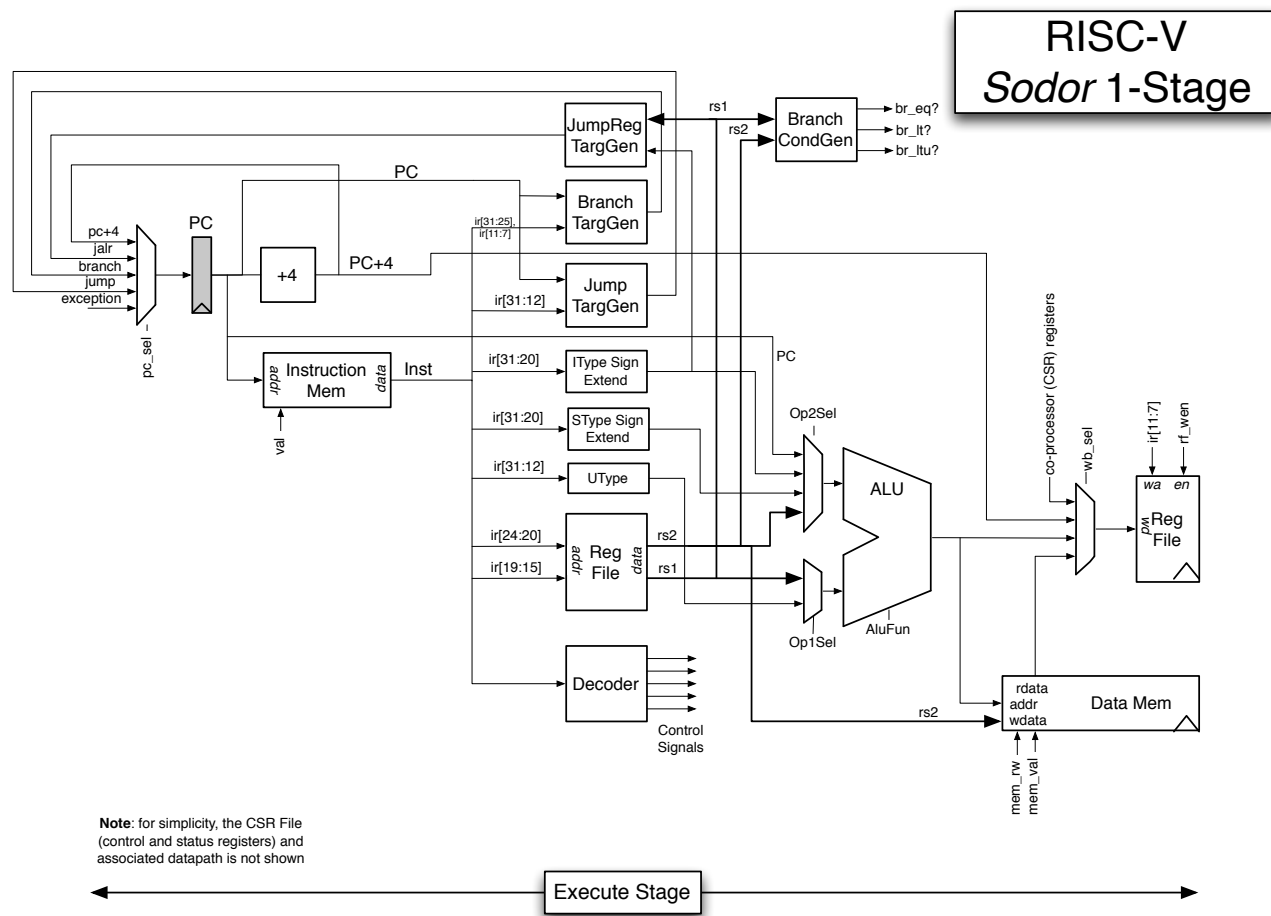 RISC-V
Sodor 1-Stage
rs1
rs2
JumpReg
TargGen
Branch
CondGen
br_eq?
br_lt?
br_ltu?
PC
Branch
TargGen
ir[31:25],
ir[11:7]
PC
pc+4
jalr
branch
jump
exception
pc_sel
+4
PC+4
Jump
TargGen
ir[31:12]
PC
Instruction
Mem
addr
data
val
Inst
ir[31:20]
IType Sign
Extend
ir[31:20]
SType Sign
Extend
ir[31:12]
UType
ir[24:20]
ir[19:15]
Reg
File
addr
data
rs2
rs1
Op2Sel
Op1Sel
ALU
AluFun
co-processor (CSR) registers
wb_sel
ir[11:7]
rf_wen
wa
en
wd
Reg
File
Decoder
Control
Signals
rs2
rdata
addr
wdata
Data Mem
mem_rw
mem_val
Note: for simplicity, the CSR File
(control and status registers) and
associated datapath is not shown
Execute Stage